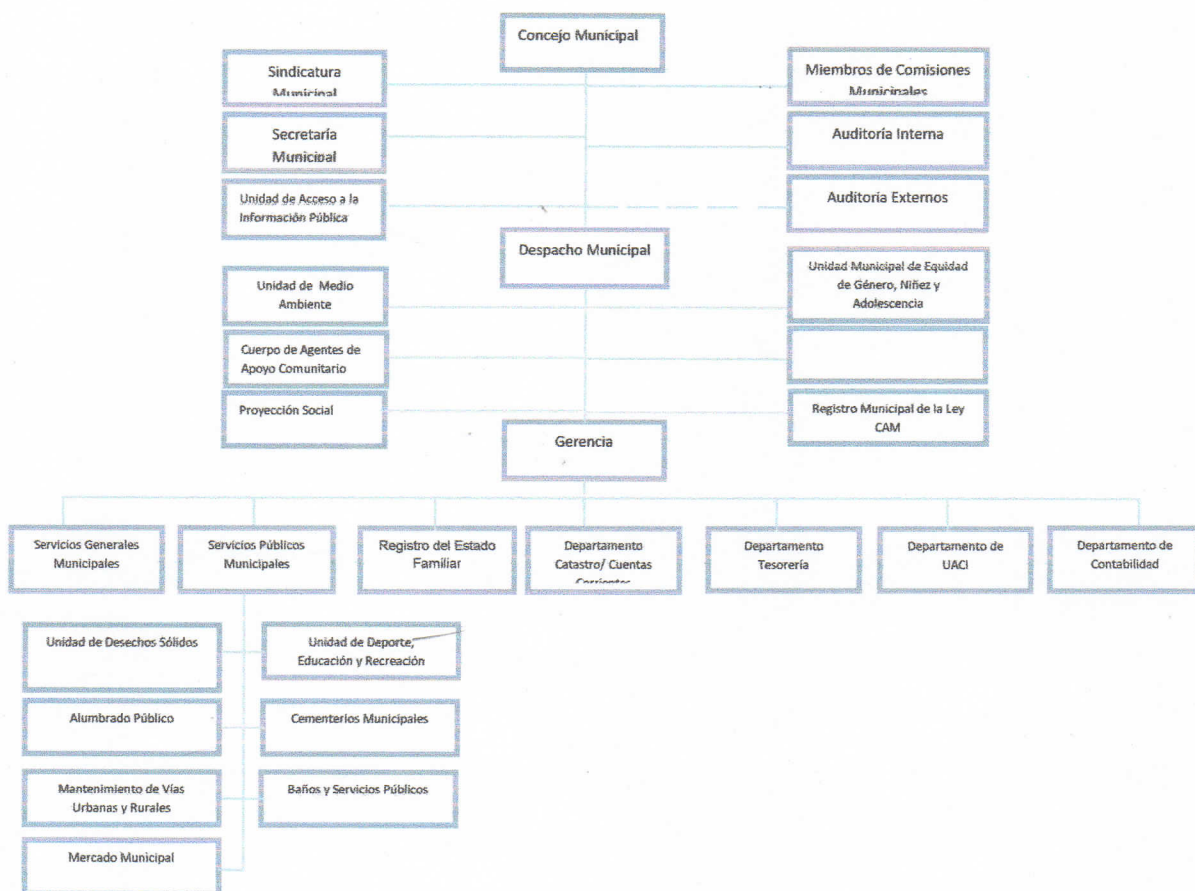 Concejo Municipal
Sindicatura
Municipal
Miembros de Comisiones
Municipales
Secretaría
Municipal
Auditoría Interna
Unidad de Acceso a la
Información Pública
Auditoría Externos
Despacho Municipal
Unidad de Medio
Ambiente
Unidad Municipal de Equidad
de Género, Niñez y
Adolescencia
Cuerpo de Agentes de
Apoyo Comunitario
Proyección Social
Registro Municipal de la Ley
CAM
Gerencia
Servicios Generales
Municipales
Servicios Públicos
Municipales
Registro del Estado
Familiar
Departamento
Catastro/ Cuentas
Corrientes
Departamento
Tesorería
Departamento de
UACI
Departamento de
Contabilidad
Unidad de Desechos Sólidos
Unidad de Deporte,
Educación y Recreación
Alumbrado Público
Cementerios Municipales
Mantenimiento de Vías
Urbanas y Rurales
Baños y Servicios Públicos
Mercado Municipal